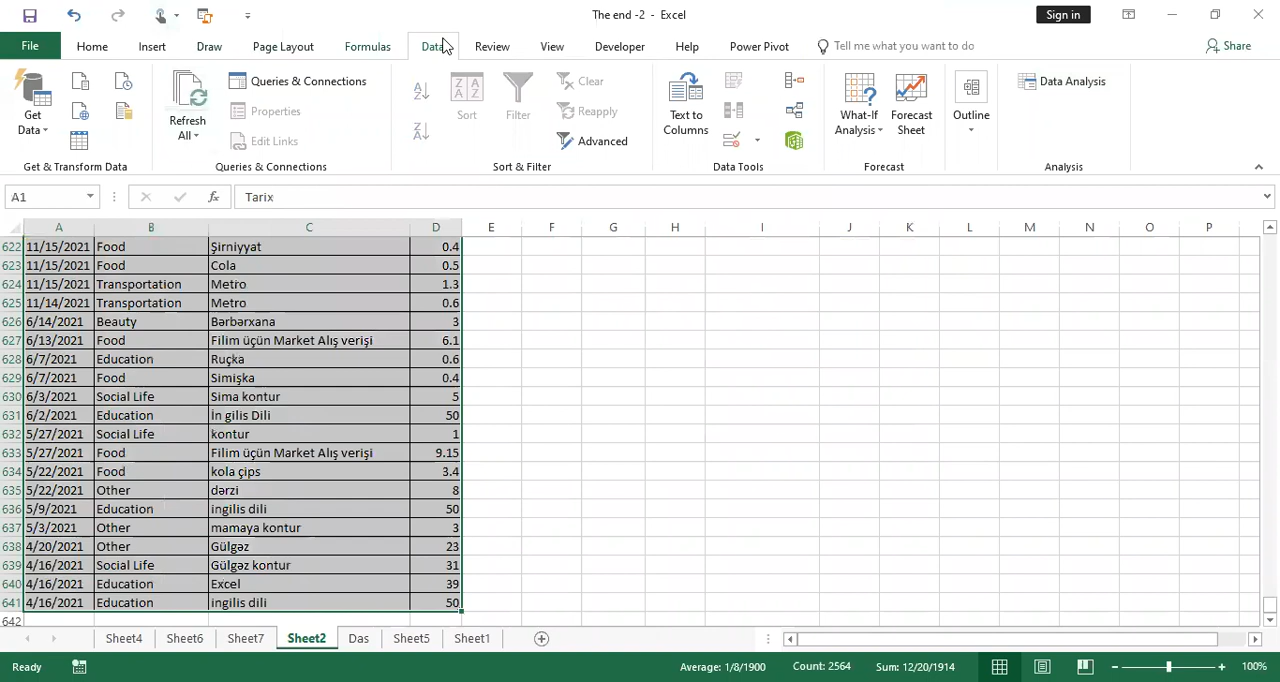 The end -2 - Excel
Sign in
File Home Insert Draw Page Layout Formulas Data Review View Developer Help Power Pivot Tell me what you want to do Share
Get Data
Refresh All
Queries & Connections
Properties
Edit Links
Sort
Filter
Clear
Reapply
Advanced
Text to Columns
What-If Analysis
Forecast Sheet
Outline
Data Analysis
Get & Transform Data Queries & Connections Sort & Filter Data Tools Forecast Analysis
A1 fx Tarix
A B C D E F G H I J K L M N O P
622 11/15/2021 Food Şirniyyat 0.4
623 11/15/2021 Food Cola 0.5
624 11/15/2021 Transportation Metro 1.3
625 11/14/2021 Transportation Metro 0.6
626 6/14/2021 Beauty Bərbərxana 3
627 6/13/2021 Food Filim üçün Market Alış verişi 6.1
628 6/7/2021 Education Ruçka 0.6
629 6/7/2021 Food Simişka 0.4
630 6/3/2021 Social Life Sima kontur 5
631 6/2/2021 Education İn gilis Dili 50
632 5/27/2021 Social Life kontur 1
633 5/27/2021 Food Filim üçün Market Alış verişi 9.15
634 5/22/2021 Food kola çips 3.4
635 5/22/2021 Other dərzi 8
636 5/9/2021 Education ingilis dili 50
637 5/3/2021 Other mamaya kontur 3
638 4/20/2021 Other Gülgəz 23
639 4/16/2021 Social Life Gülgəz kontur 31
640 4/16/2021 Education Excel 39
641 4/16/2021 Education ingilis dili 50
642
Sheet4 Sheet6 Sheet7 Sheet2 Das Sheet5 Sheet1
Ready Average: 1/8/1900 Count: 2564 Sum: 12/20/1914 100%